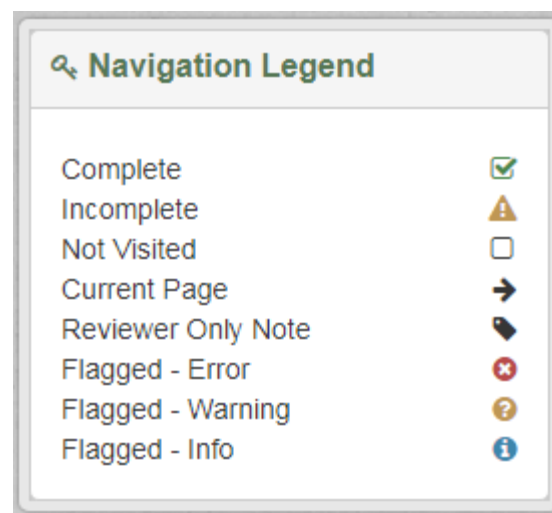 Navigation Legend
Complete
Incomplete
Not Visited
Current Page
Reviewer Only Note
Flagged - Error
Flagged - Warning
Flagged - Info